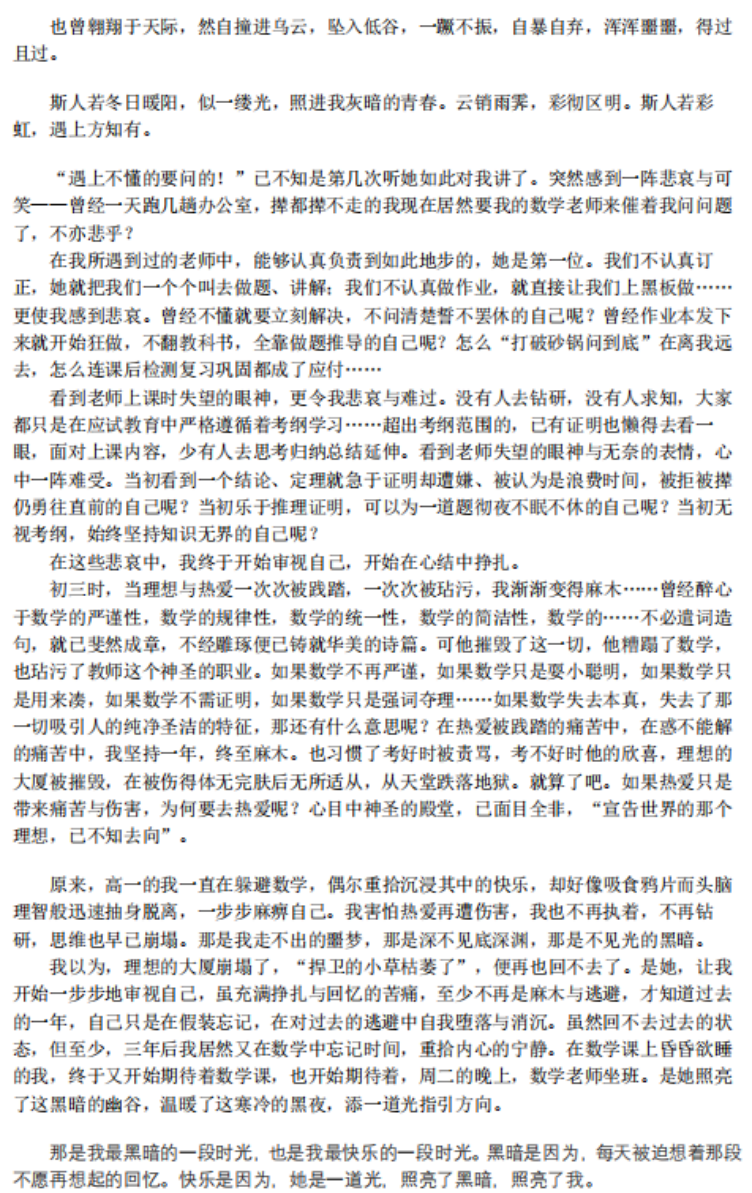 也曾翱翔于天际，然自撞进乌云，坠入低谷，一蹶不振，自暴自弃，浑浑噩噩，得过
且过。
斯人若冬日暖阳，似一缕光，照进我灰暗的青春。云销雨霁，彩彻区明。斯人若彩
虹，遇上方知有。
“遇上不懂的要问的！”已不知是第几次听她如此对我讲了。突然感到一阵悲哀与可
笑——曾经一天跑几趟办公室，撵都撵不走的我现在居然要我的数学老师来催着我问问题
了，不亦悲乎？
在我所遇到过的老师中，能够认真负责到如此地步的，她是第一位。我们不认真订
正，她就把我们一个个叫去做题、讲解；我们不认真做作业，就直接让我们上黑板做……
更使我感到悲哀。曾经不懂就要立刻解决，不问清楚誓不罢休的自己呢？曾经作业本发下
来就开始狂做，不翻教科书，全靠做题推导的自己呢？怎么“打破砂锅问到底”在离我远
去，怎么连课后检测复习巩固都成了应付……
看到老师上课时失望的眼神，更令我悲哀与难过。没有人去钻研，没有人求知，大家
都只是在应试教育中严格遵循着考纲学习……超出考纲范围的，己有证明也懒得去看一
眼，面对上课内容，少有人去思考归纳总结延伸。看到老师失望的眼神与无奈的表情，心
中一阵难受。当初看到一个结论、定理就急于证明却遭嫌、被认为是浪费时间，被拒被撵
仍勇往直前的自己呢？当初乐于推理证明，可以为一道题彻夜不眠不休的自己呢？当初无
视考纲，始终坚持知识无界的自己呢？
在这些悲哀中，我终于开始审视自己，开始在心结中挣扎。
初三时，当理想与热爱一次次被践踏，一次次被玷污，我渐渐变得麻木……曾经醉心
于数学的严谨性，数学的规律性，数学的统一性，数学的简洁性，数学的……不必遣词造
句，就已斐然成章，不经雕琢便已铸就华美的诗篇。可他摧毁了这一切，他糟蹋了数学，
也玷污了教师这个神圣的职业。如果数学不再严谨，如果数学只是耍小聪明，如果数学只
是用来凑，如果数学不需证明，如果数学只是强词夺理……如果数学失去本真，失去了那
一切吸引人的纯净圣洁的特征，那还有什么意思呢？在热爱被践踏的痛苦中，在惑不能解
的痛苦中，我坚持一年，终至麻木。也习惯了考好时被责骂，考不好时他的欣喜，理想的
大厦被摧毁，在被伤得体无完肤后无所适从，从天堂跌落地狱。就算了吧。如果热爱只是
带来痛苦与伤害，为何要去热爱呢？心目中神圣的殿堂，已面目全非，“宣告世界的那个
理想，已不知去向”。
原来，高一的我一直在躲避数学，偶尔重拾沉浸其中的快乐，却好像吸食鸦片而头脑
理智般迅速抽身脱离，一步步麻痹自己。我害怕热爱再遭伤害，我也不再执着，不再钻
研，思维也早已崩塌。那是我走不出的噩梦，那是深不见底深渊，那是不见光的黑暗。
我以为，理想的大厦崩塌了，“捍卫的小草枯萎了”，便再也回不去了。是她，让我
开始一步步地审视自己，虽充满挣扎与回忆的苦痛，至少不再是麻木与逃避，才知道过去
的一年，自己只是在假装忘记，在对过去的逃避中自我堕落与消沉。虽然回不去过去的状
态，但至少，三年后我居然又在数学中忘记时间，重拾内心的宁静。在数学课上昏昏欲睡
的我，终于又开始期待着数学课，也开始期待着，周二的晚上，数学老师坐班。是她照亮
了这黑暗的幽谷，温暖了这寒冷的黑夜，添一道光指引方向。
那是我最黑暗的一段时光，也是我最快乐的一段时光。黑暗是因为，每天被迫想着那段
不愿再想起的回忆。快乐是因为，她是一道光，照亮了黑暗，照亮了我。